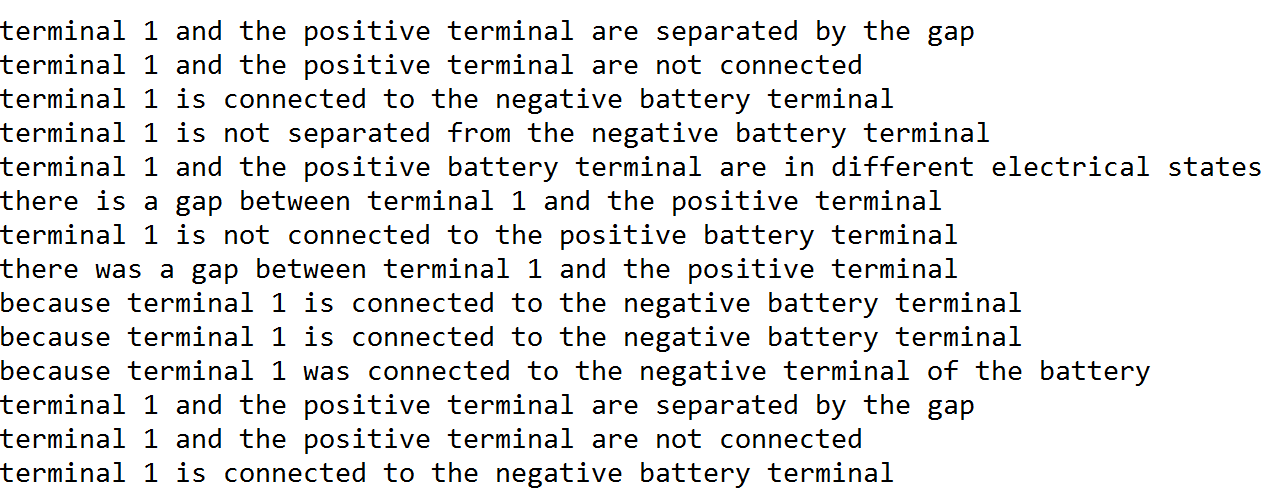 terminal 1 and the positive terminal are separated by the gap
terminal 1 and the positive terminal are not connected
terminal 1 is connected to the negative battery terminal
terminal 1 is not separated from the negative battery terminal
terminal 1 and the positive battery terminal are in different electrical states
there is a gap between terminal 1 and the positive terminal
terminal 1 is not connected to the positive battery terminal
there was a gap between terminal 1 and the positive terminal
because terminal 1 is connected to the negative battery terminal
because terminal 1 is connected to the negative battery terminal
because terminal 1 was connected to the negative terminal of the battery
terminal 1 and the positive terminal are separated by the gap
terminal 1 and the positive terminal are not connected
terminal 1 is connected to the negative battery terminal